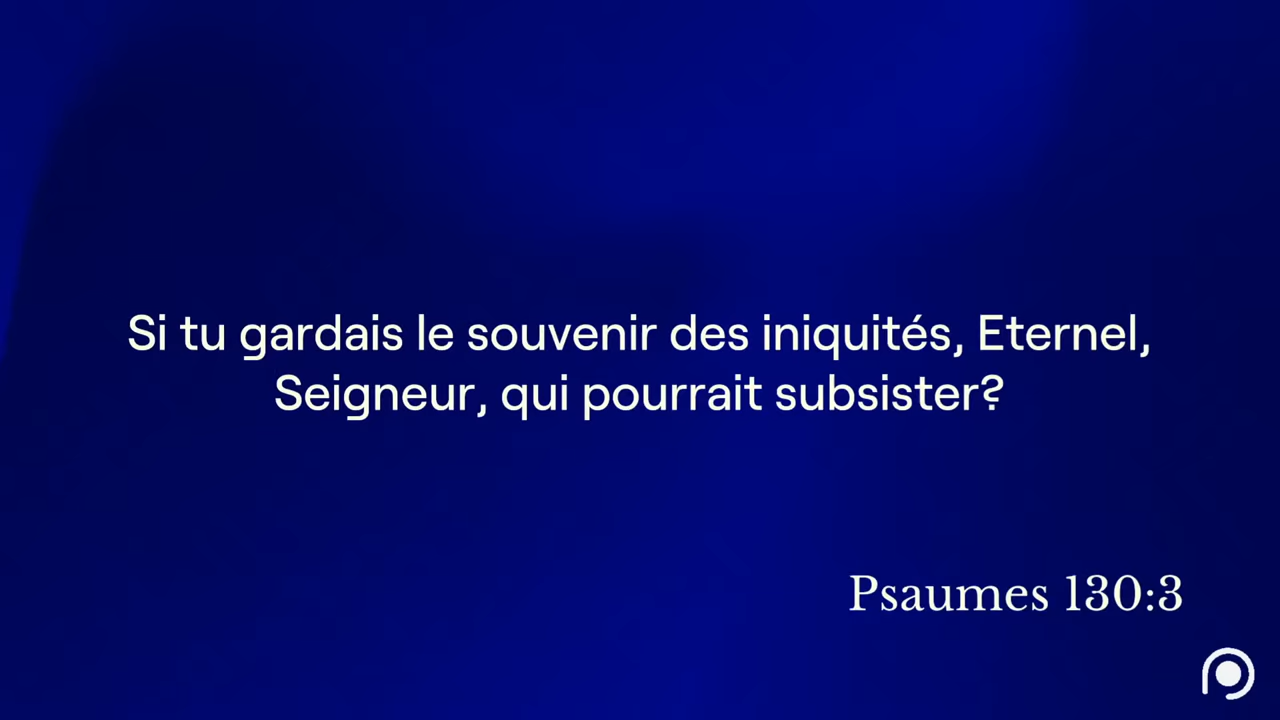 Si tu gardais le souvenir des iniquités, Eternel,
Seigneur, qui pourrait subsister?
Psaumes 130:3